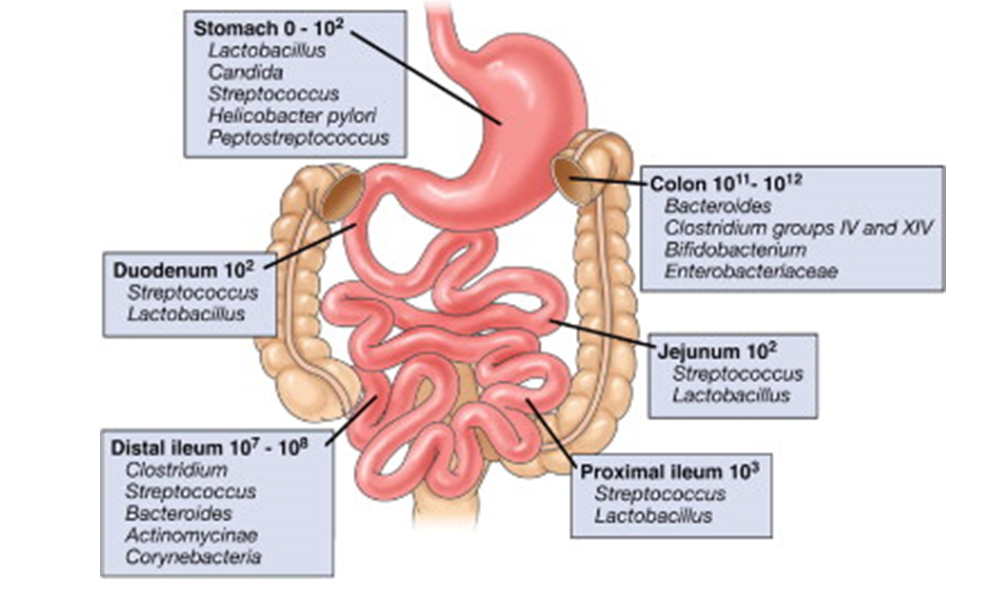 Stomach 0 - 10²
Lactobacillus
Candida
Streptococcus
Helicobacter pylori
Peptostreptococcus
Colon 10¹¹- 10¹²
Bacteroides
Clostridium groups IV and XIV
Bifidobacterium
Enterobacteriaceae
Duodenum 10²
Streptococcus
Lactobacillus
Jejunum 10²
Streptococcus
Lactobacillus
Distal ileum 10⁷ - 10⁸
Clostridium
Streptococcus
Bacteroides
Actinomycinae
Corynebacteria
Proximal ileum 10³
Streptococcus
Lactobacillus